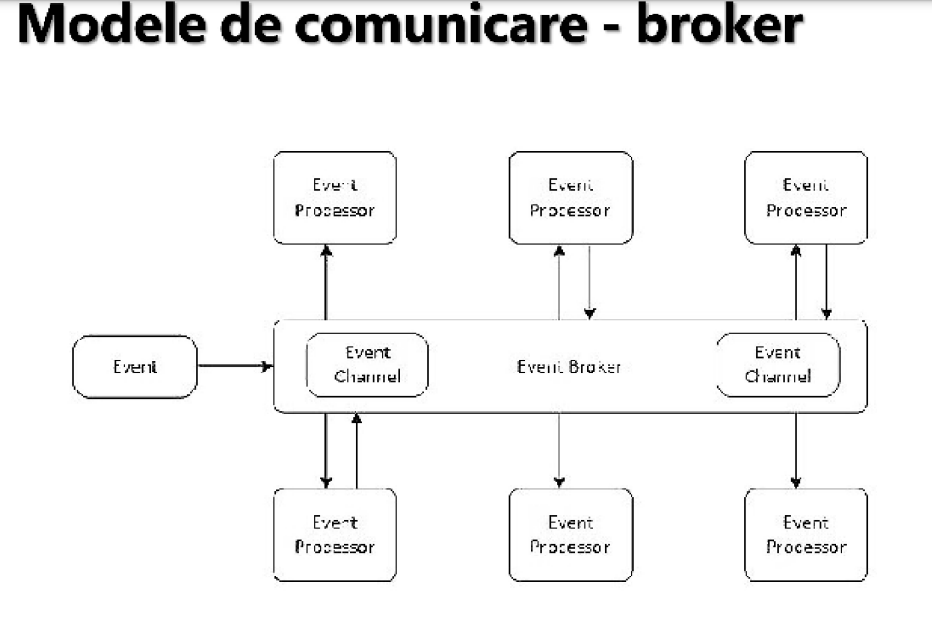 Modele de comunicare - broker
Event
Processor
Event
Processor
Event
Processor
Event
Event
Channel
Event Broker
Event
Channel
Event
Processor
Event
Processor
Event
Processor